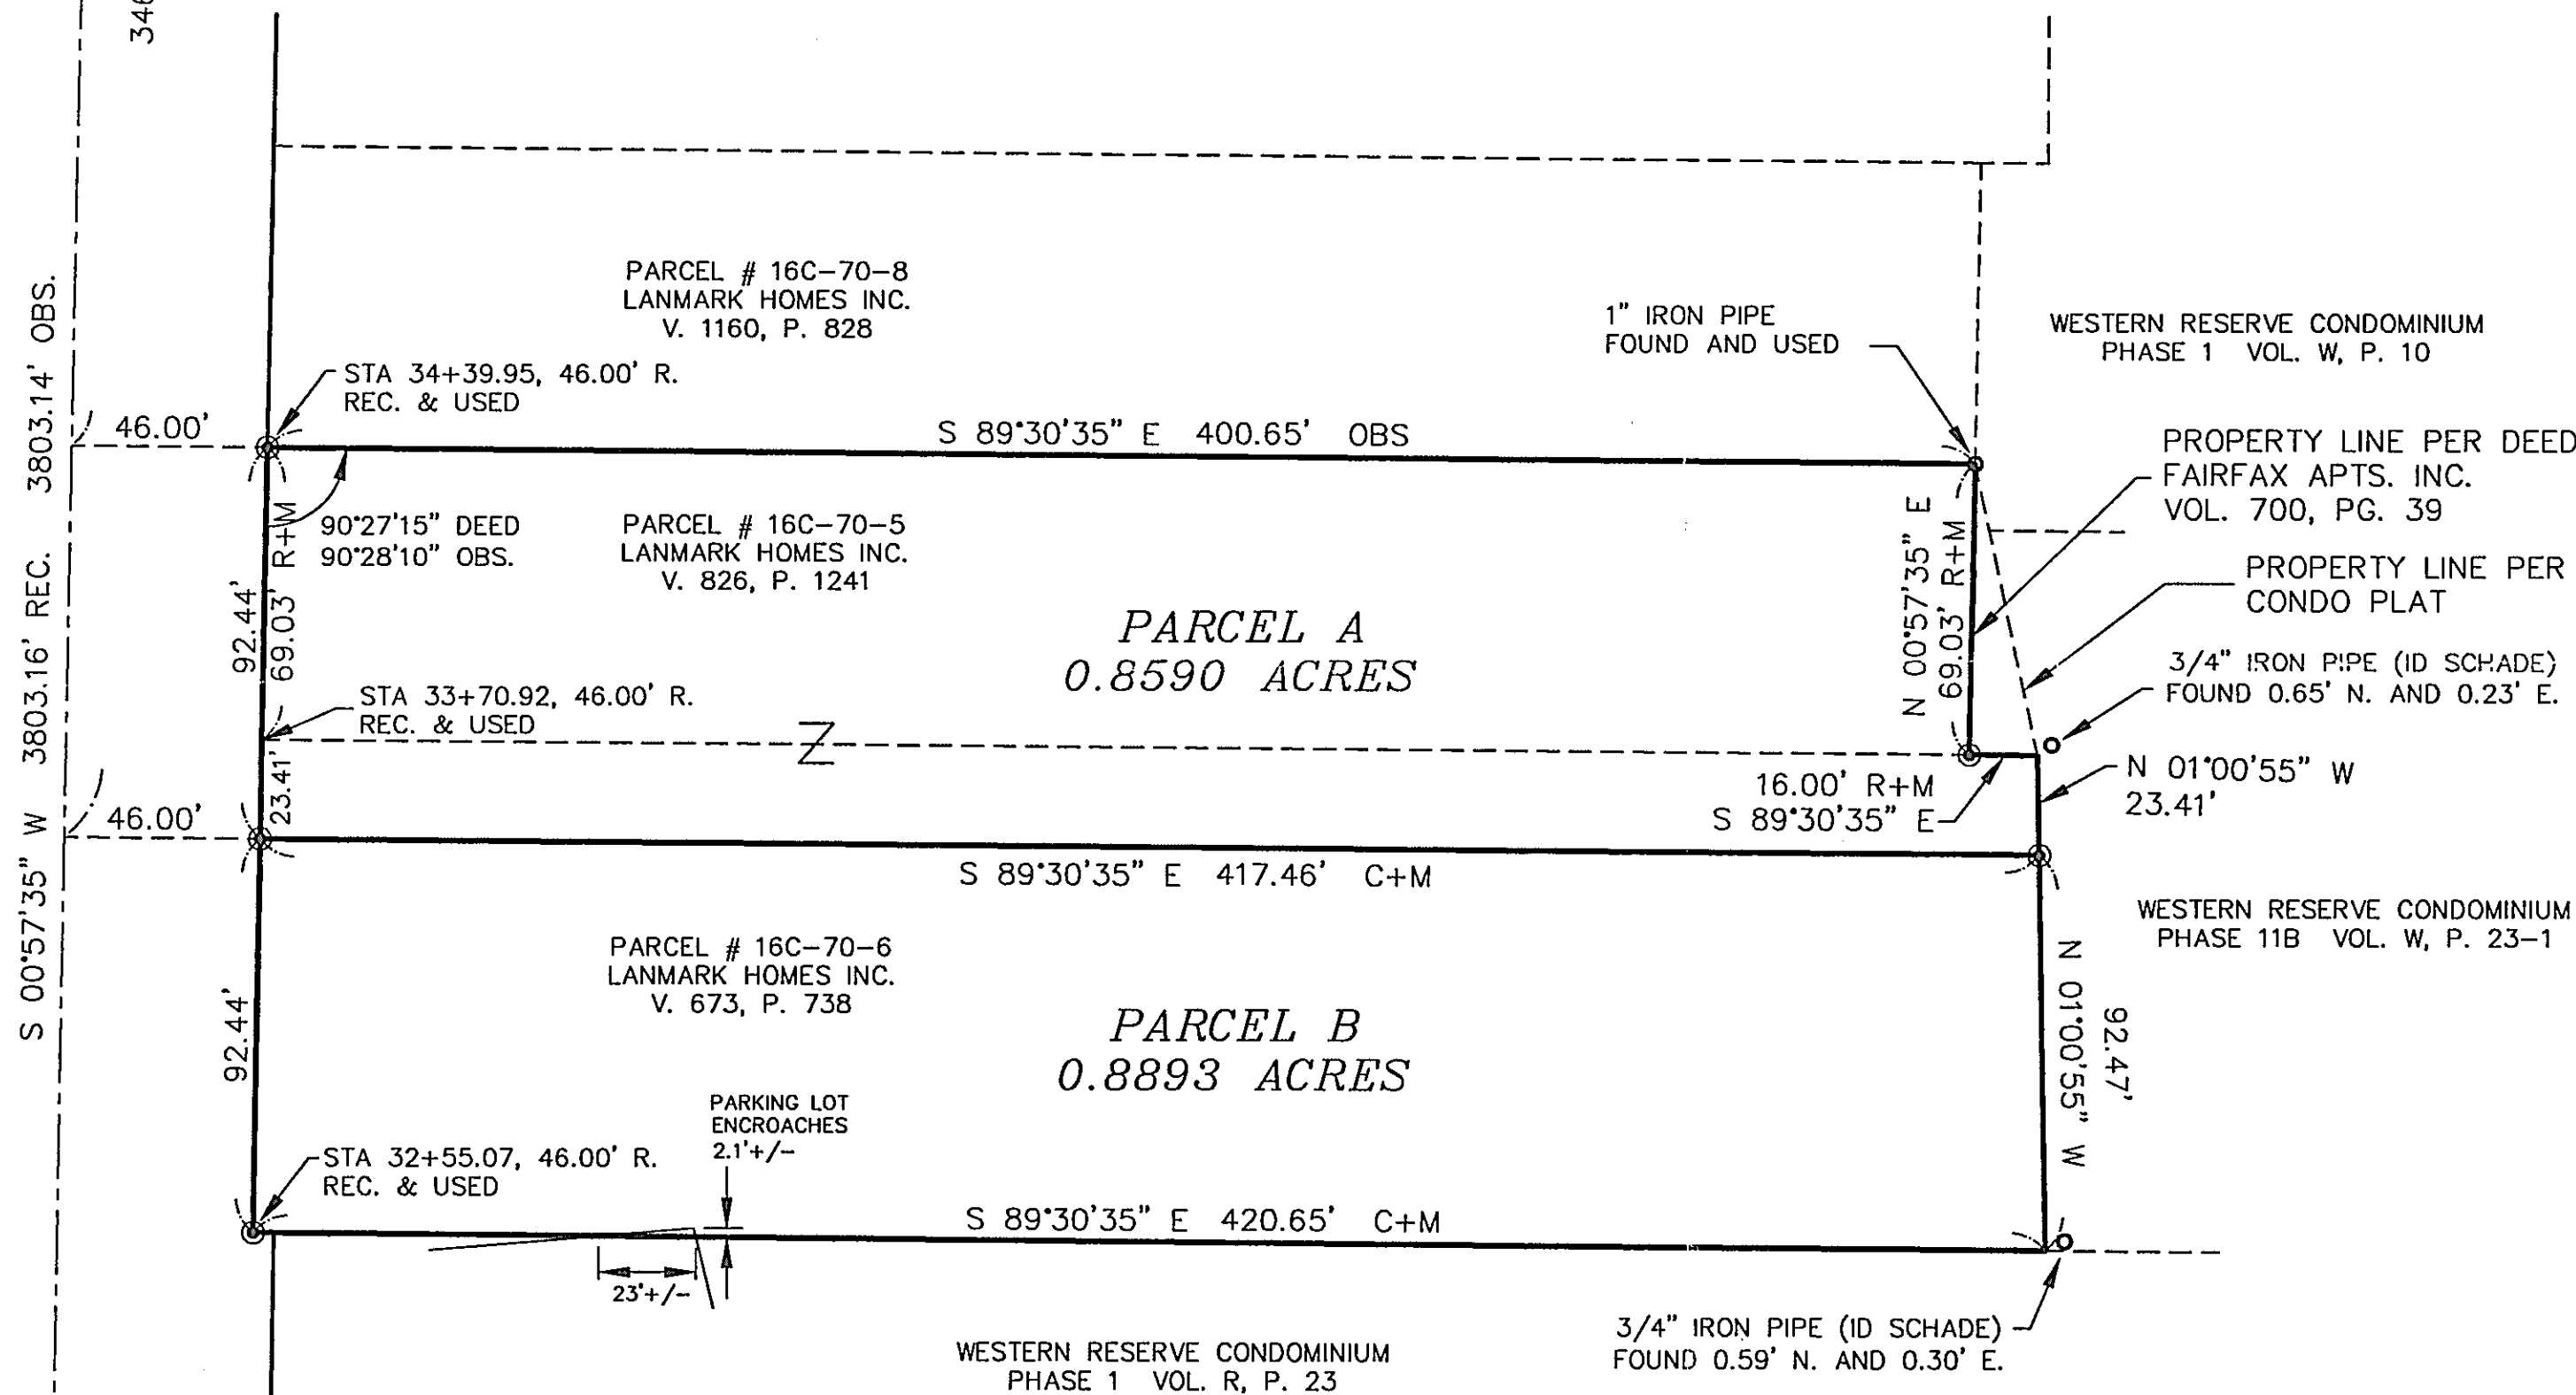 346
S 00°57'35" W 3803.16' REC. 3803.14' OBS.
PARCEL # 16C-70-8
LANMARK HOMES INC.
V. 1160, P. 828
1" IRON PIPE
FOUND AND USED
WESTERN RESERVE CONDOMINIUM
PHASE 1 VOL. W, P. 10
STA 34+39.95, 46.00' R.
REC. & USED
46.00'
S 89°30'35" E 400.65' OBS
PROPERTY LINE PER DEED
FAIRFAX APTS. INC.
VOL. 700, PG. 39
90°27'15" DEED
90°28'10" OBS.
PARCEL # 16C-70-5
LANMARK HOMES INC.
V. 826, P. 1241
92.44'
69.03' R+M
N 00°57'35" E
69.03' R+M
PROPERTY LINE PER
CONDO PLAT
PARCEL A
0.8590 ACRES
3/4" IRON PIPE (ID SCHADE)
FOUND 0.65' N. AND 0.23' E.
STA 33+70.92, 46.00' R.
REC. & USED
Z
23.41'
16.00' R+M
S 89°30'35" E
N 01°00'55" W
23.41'
46.00'
S 89°30'35" E 417.46' C+M
PARCEL # 16C-70-6
LANMARK HOMES INC.
V. 673, P. 738
WESTERN RESERVE CONDOMINIUM
PHASE 11B VOL. W, P. 23-1
92.44'
PARCEL B
0.8893 ACRES
N 01°00'55" W
92.47'
PARKING LOT
ENCROACHES
2.1'+/-
STA 32+55.07, 46.00' R.
REC. & USED
S 89°30'35" E 420.65' C+M
23'+/-
WESTERN RESERVE CONDOMINIUM
PHASE 1 VOL. R, P. 23
3/4" IRON PIPE (ID SCHADE)
FOUND 0.59' N. AND 0.30' E.